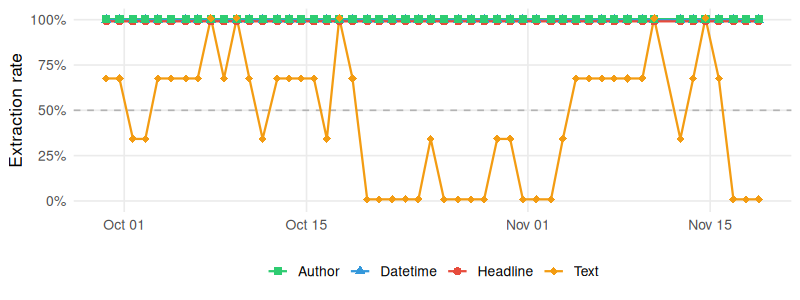 Extraction rate
100%
75%
50%
25%
0%
Oct 01 Oct 15 Nov 01 Nov 15
Author Datetime Headline Text